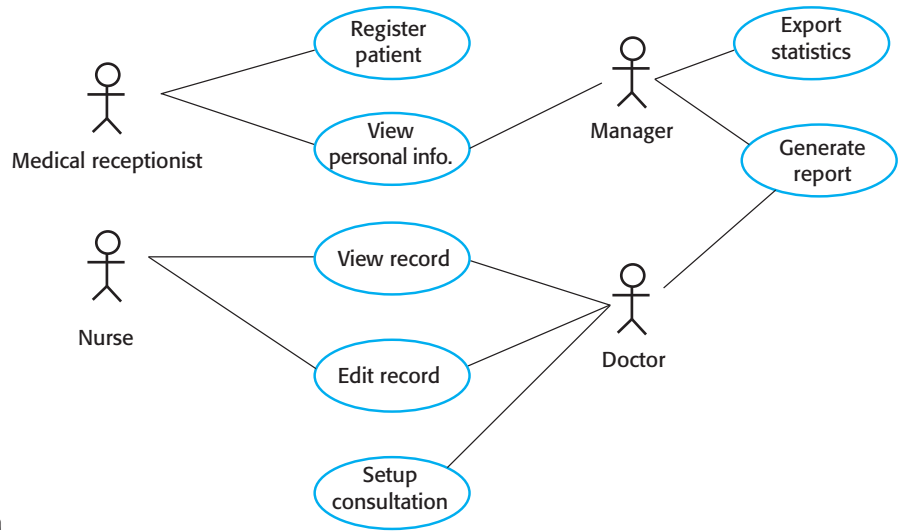 Register
patient
Export
statistics
Manager
View
personal info.
Medical receptionist
Generate
report
View record
Nurse
Doctor
Edit record
Setup
consultation